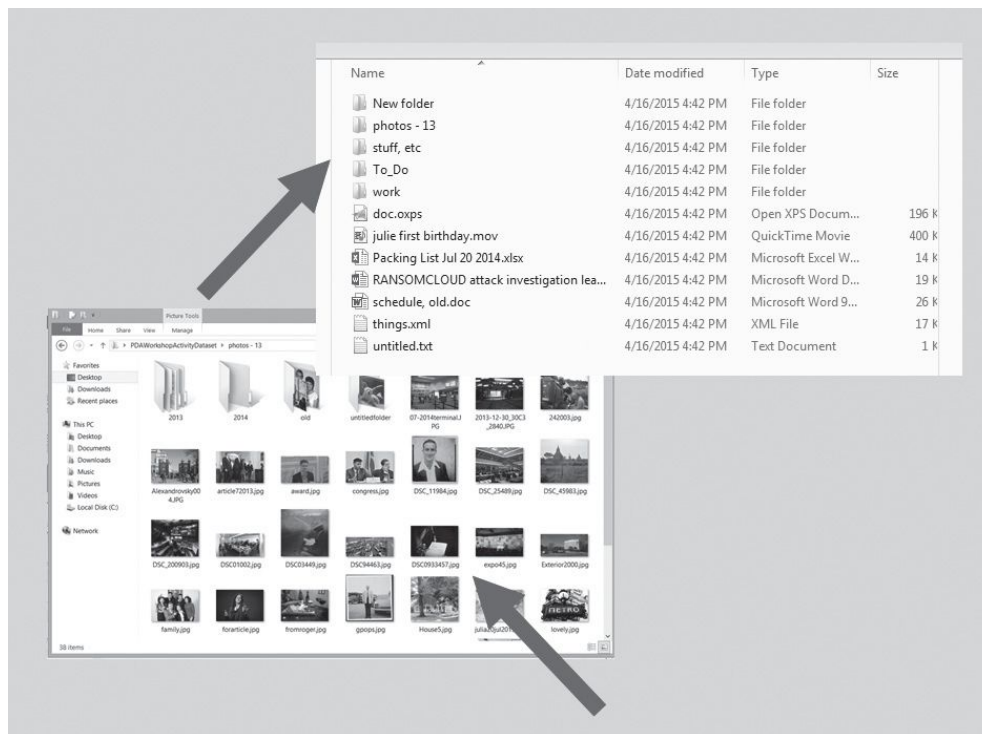 Name Date modified Type Size
New folder 4/16/2015 4:42 PM File folder
photos - 13 4/16/2015 4:42 PM File folder
stuff, etc 4/16/2015 4:42 PM File folder
To_Do 4/16/2015 4:42 PM File folder
work 4/16/2015 4:42 PM File folder
doc.oxps 4/16/2015 4:42 PM Open XPS Docum... 196 K
julie first birthday.mov 4/16/2015 4:42 PM QuickTime Movie 400 K
Packing List Jul 20 2014.xlsx 4/16/2015 4:42 PM Microsoft Excel W... 14 K
RANSOMCLOUD attack investigation lea... 4/16/2015 4:42 PM Microsoft Word D... 19 K
schedule, old.doc 4/16/2015 4:42 PM Microsoft Word 9... 26 K
things.xml 4/16/2015 4:42 PM XML File 17 K
untitled.txt 4/16/2015 4:42 PM Text Document 1 K
Picture Tools
File Home Share View Manage
PDAWorkshopActivityDataset photos - 13
Favorites
Desktop
Downloads
Recent places
This PC
Desktop
Documents
Downloads
Music
Pictures
Videos
Local Disk (C:)
Network
2013 2014 old untitledfolder 07-2014terminal.J 2013-12-30_30C3 242003.jpg
PG _2840.JPG
Alexandrovsky00 article72013.jpg award.jpg congress.jpg DSC_11984.jpg DSC_25489.jpg DSC_45983.jpg
4.JPG
DSC_200903.jpg DSC01002.jpg DSC03449.jpg DSC94463.jpg DSC0933457.jpg expo45.jpg Exterior2000.jpg
METRO
family.jpg forarticle.jpg fromroger.jpg gpops.jpg House5.jpg lovely.jpg
38 items